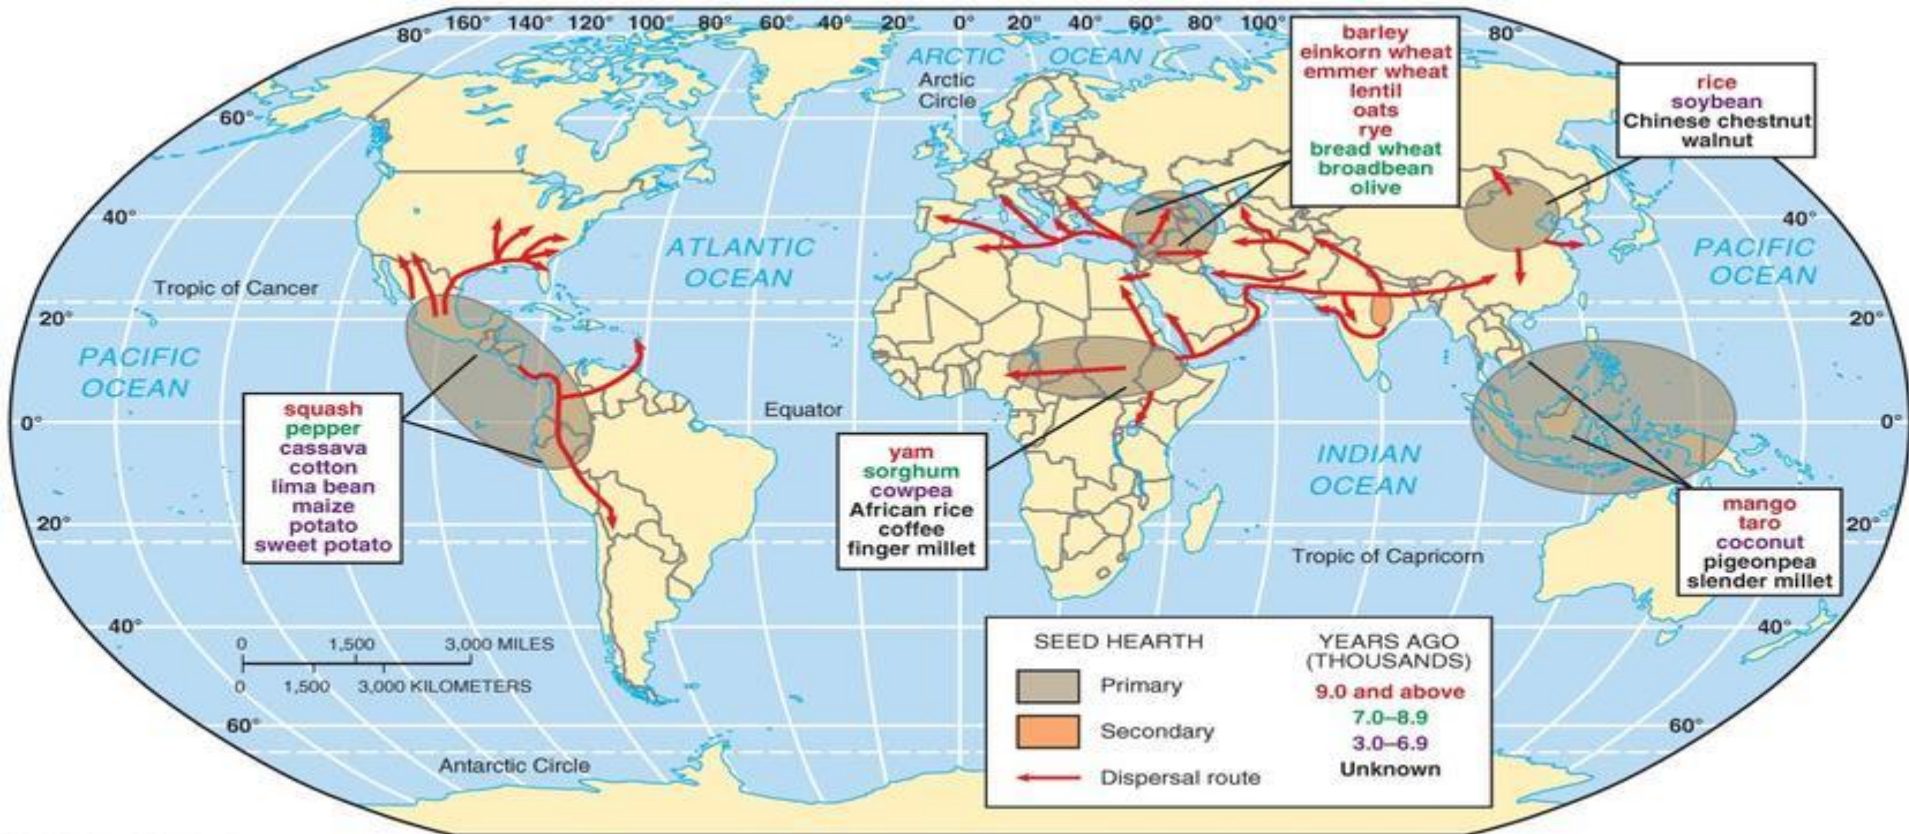 160° 140° 120° 100° 80° 60° 40° 20° 0° 20° 40° 60° 80° 100°
80°
80°
ARCTIC OCEAN
Arctic
Circle
barley
einkorn wheat
emmer wheat
lentil
oats
rye
bread wheat
broadbean
olive
rice
soybean
Chinese chestnut
walnut
60°
40°
40°
ATLANTIC
OCEAN
PACIFIC
OCEAN
Tropic of Cancer
20°
20°
PACIFIC
OCEAN
squash
pepper
cassava
cotton
lima bean
maize
potato
sweet potato
Equator
0°
0°
yam
sorghum
cowpea
African rice
coffee
finger millet
INDIAN
OCEAN
mango
taro
coconut
pigeonpea
slender millet
20°
20°
Tropic of Capricorn
40°
40°
0 1,500 3,000 MILES
0 1,500 3,000 KILOMETERS
60°
60°
Antarctic Circle
SEED HEARTH
Primary
Secondary
Dispersal route
YEARS AGO
(THOUSANDS)
9.0 and above
7.0–8.9
3.0–6.9
Unknown